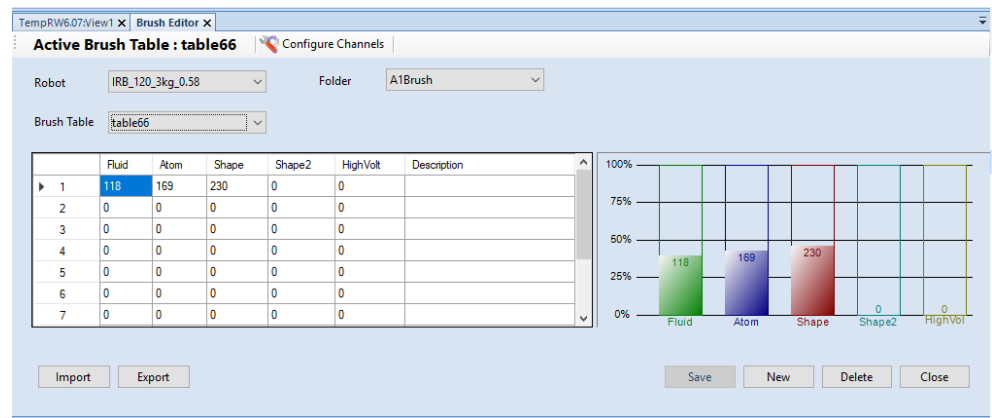 TempRW6.07:View1 X Brush Editor X
Active Brush Table : table66 Configure Channels
Robot IRB_120_3kg_0.58 Folder A1Brush
Brush Table table66
Fluid Atom Shape Shape2 HighVolt Description
1 118 169 230 0 0
2 0 0 0 0 0
3 0 0 0 0 0
4 0 0 0 0 0
5 0 0 0 0 0
6 0 0 0 0 0
7 0 0 0 0 0
100%
75%
50%
25%
0%
118 169 230 0 0
Fluid Atom Shape Shape2 HighVol
Import Export Save New Delete Close